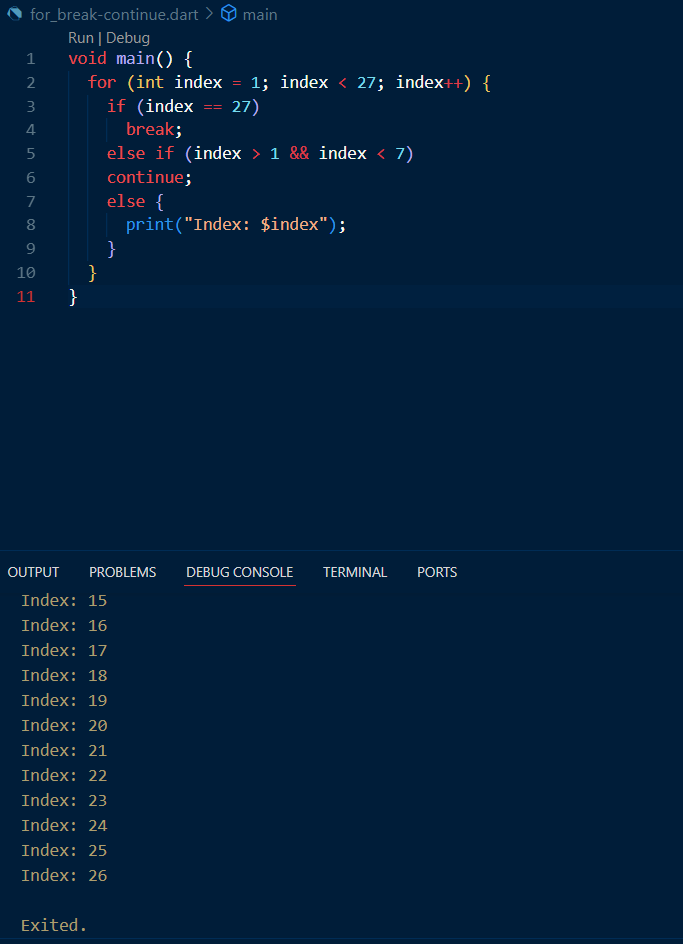 for_break-continue.dart > main
Run | Debug
1 void main() {
2 for (int index = 1; index < 27; index++) {
3 if (index == 27)
4 break;
5 else if (index > 1 && index < 7)
6 continue;
7 else {
8 print("Index: $index");
9 }
10 }
11 }
OUTPUT PROBLEMS DEBUG CONSOLE TERMINAL PORTS
Index: 15
Index: 16
Index: 17
Index: 18
Index: 19
Index: 20
Index: 21
Index: 22
Index: 23
Index: 24
Index: 25
Index: 26
Exited.